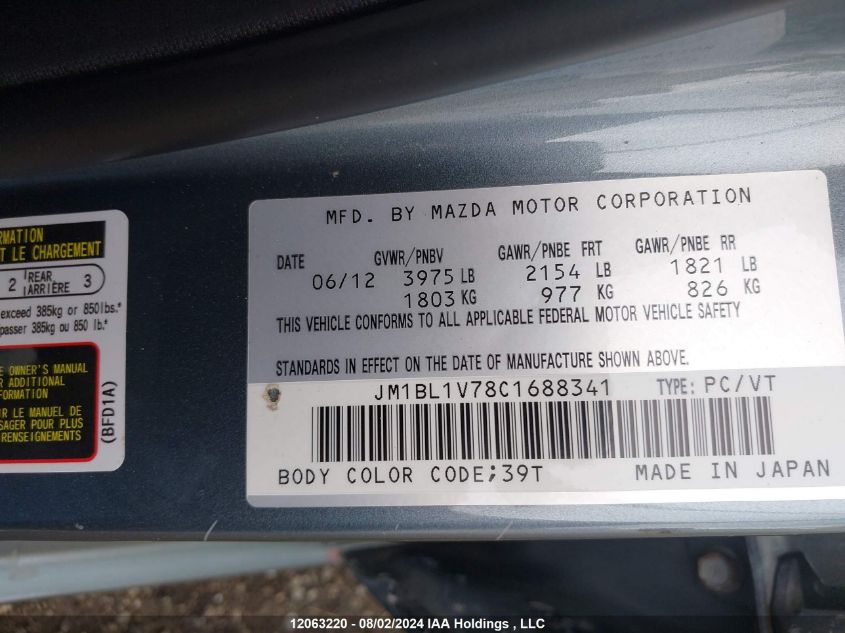 RMATION
T LE CHARGEMENT
2 REAR ARRIÈRE 3
exceed 385kg or 850lbs.*
passer 385kg ou 850 lb.*
E OWNER'S MANUAL
R ADDITIONAL
FORMATION
R LE MANUEL DE
SAGER POUR PLUS
RENSEIGNEMENTS
(BFD1A)
MFD. BY MAZDA MOTOR CORPORATION
DATE GVWR/PNBV GAWR/PNBE FRT GAWR/PNBE RR
06/12 3975 LB 2154 LB 1821 LB
1803 KG 977 KG 826 KG
THIS VEHICLE CONFORMS TO ALL APPLICABLE FEDERAL MOTOR VEHICLE SAFETY
STANDARDS IN EFFECT ON THE DATE OF MANUFACTURE SHOWN ABOVE.
JM1BL1V78C1688341 TYPE: PC/VT
BODY COLOR CODE;39T MADE IN JAPAN
12063220 - 08/02/2024 IAA Holdings , LLC